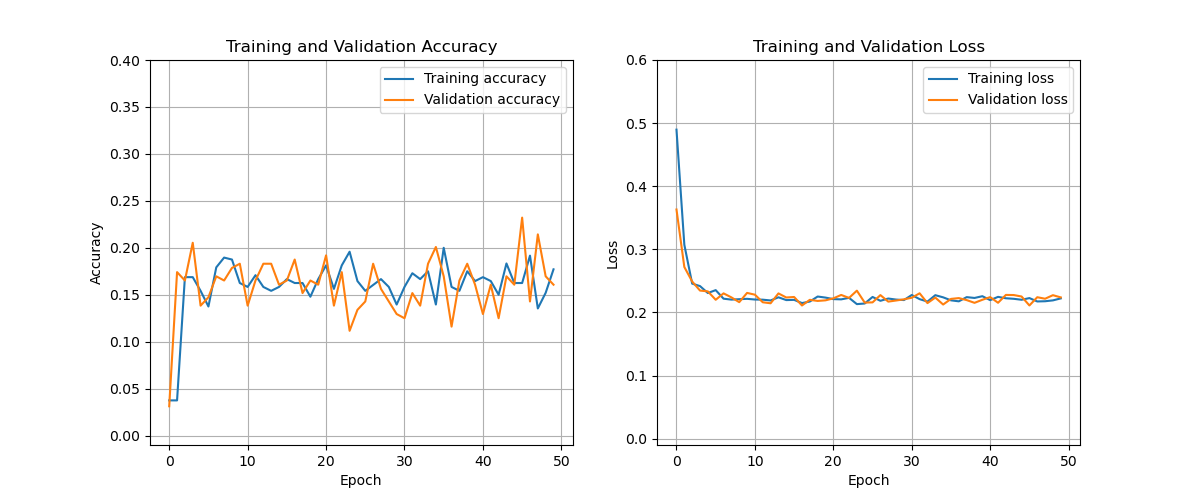 Training and Validation Accuracy
0.40
0.35
0.30
0.25
0.20
0.15
0.10
0.05
0.00
Accuracy
0 10 20 30 40 50
Epoch
Training accuracy
Validation accuracy
Training and Validation Loss
0.6
0.5
0.4
0.3
0.2
0.1
0.0
Loss
0 10 20 30 40 50
Epoch
Training loss
Validation loss